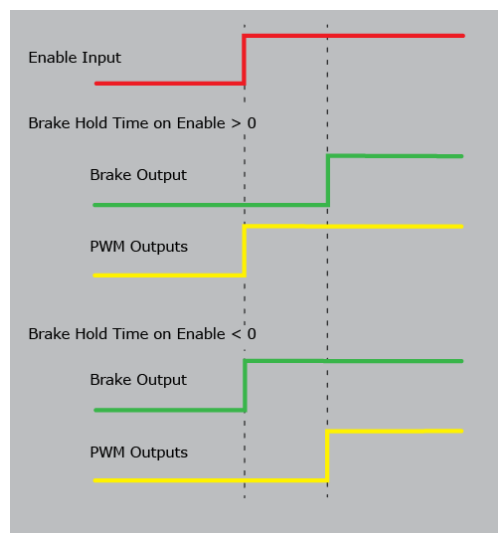 Enable Input
Brake Hold Time on Enable > 0
Brake Output
PWM Outputs
Brake Hold Time on Enable < 0
Brake Output
PWM Outputs